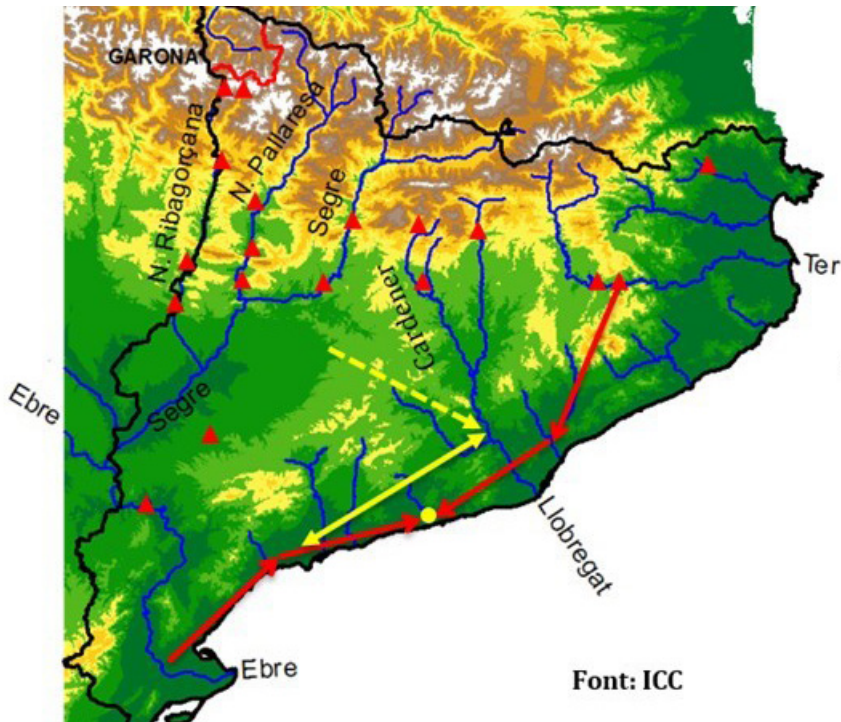 GARONA
N. Ribagorçana
N. Pallaresa
Segre
Cardener
Ter
Ebre
Segre
Llobregat
Ebre
Font: ICC